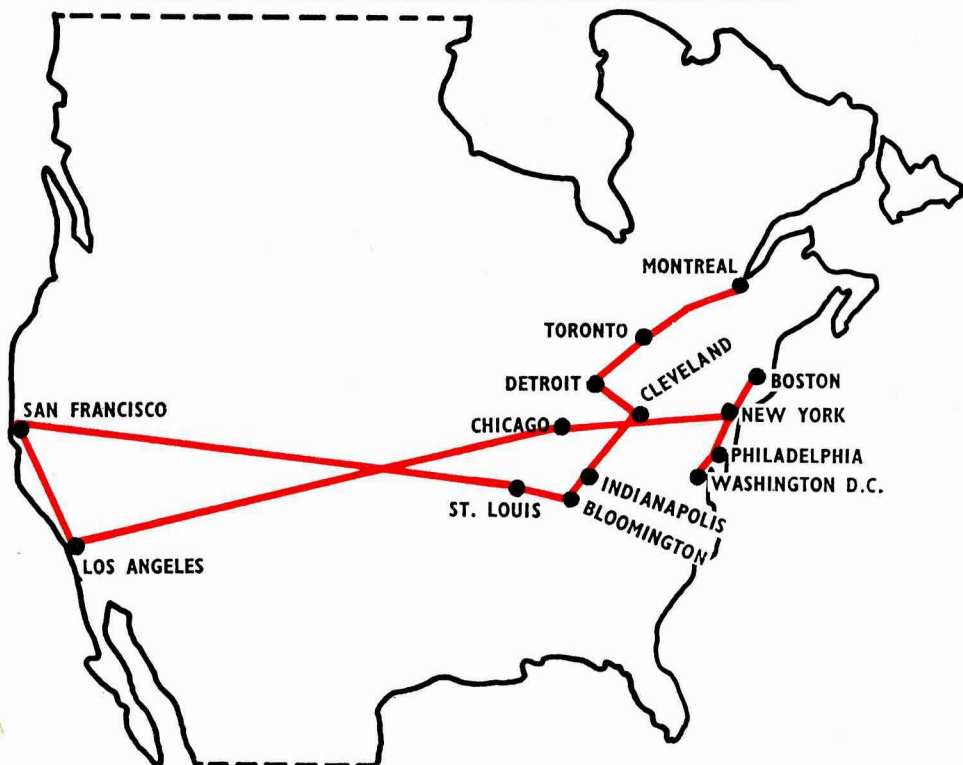 MONTREAL
TORONTO
CLEVELAND
DETROIT
BOSTON
SAN FRANCISCO
CHICAGO
NEW YORK
PHILADELPHIA
WASHINGTON D.C.
INDIANAPOLIS
ST. LOUIS
BLOOMINGTON
LOS ANGELES